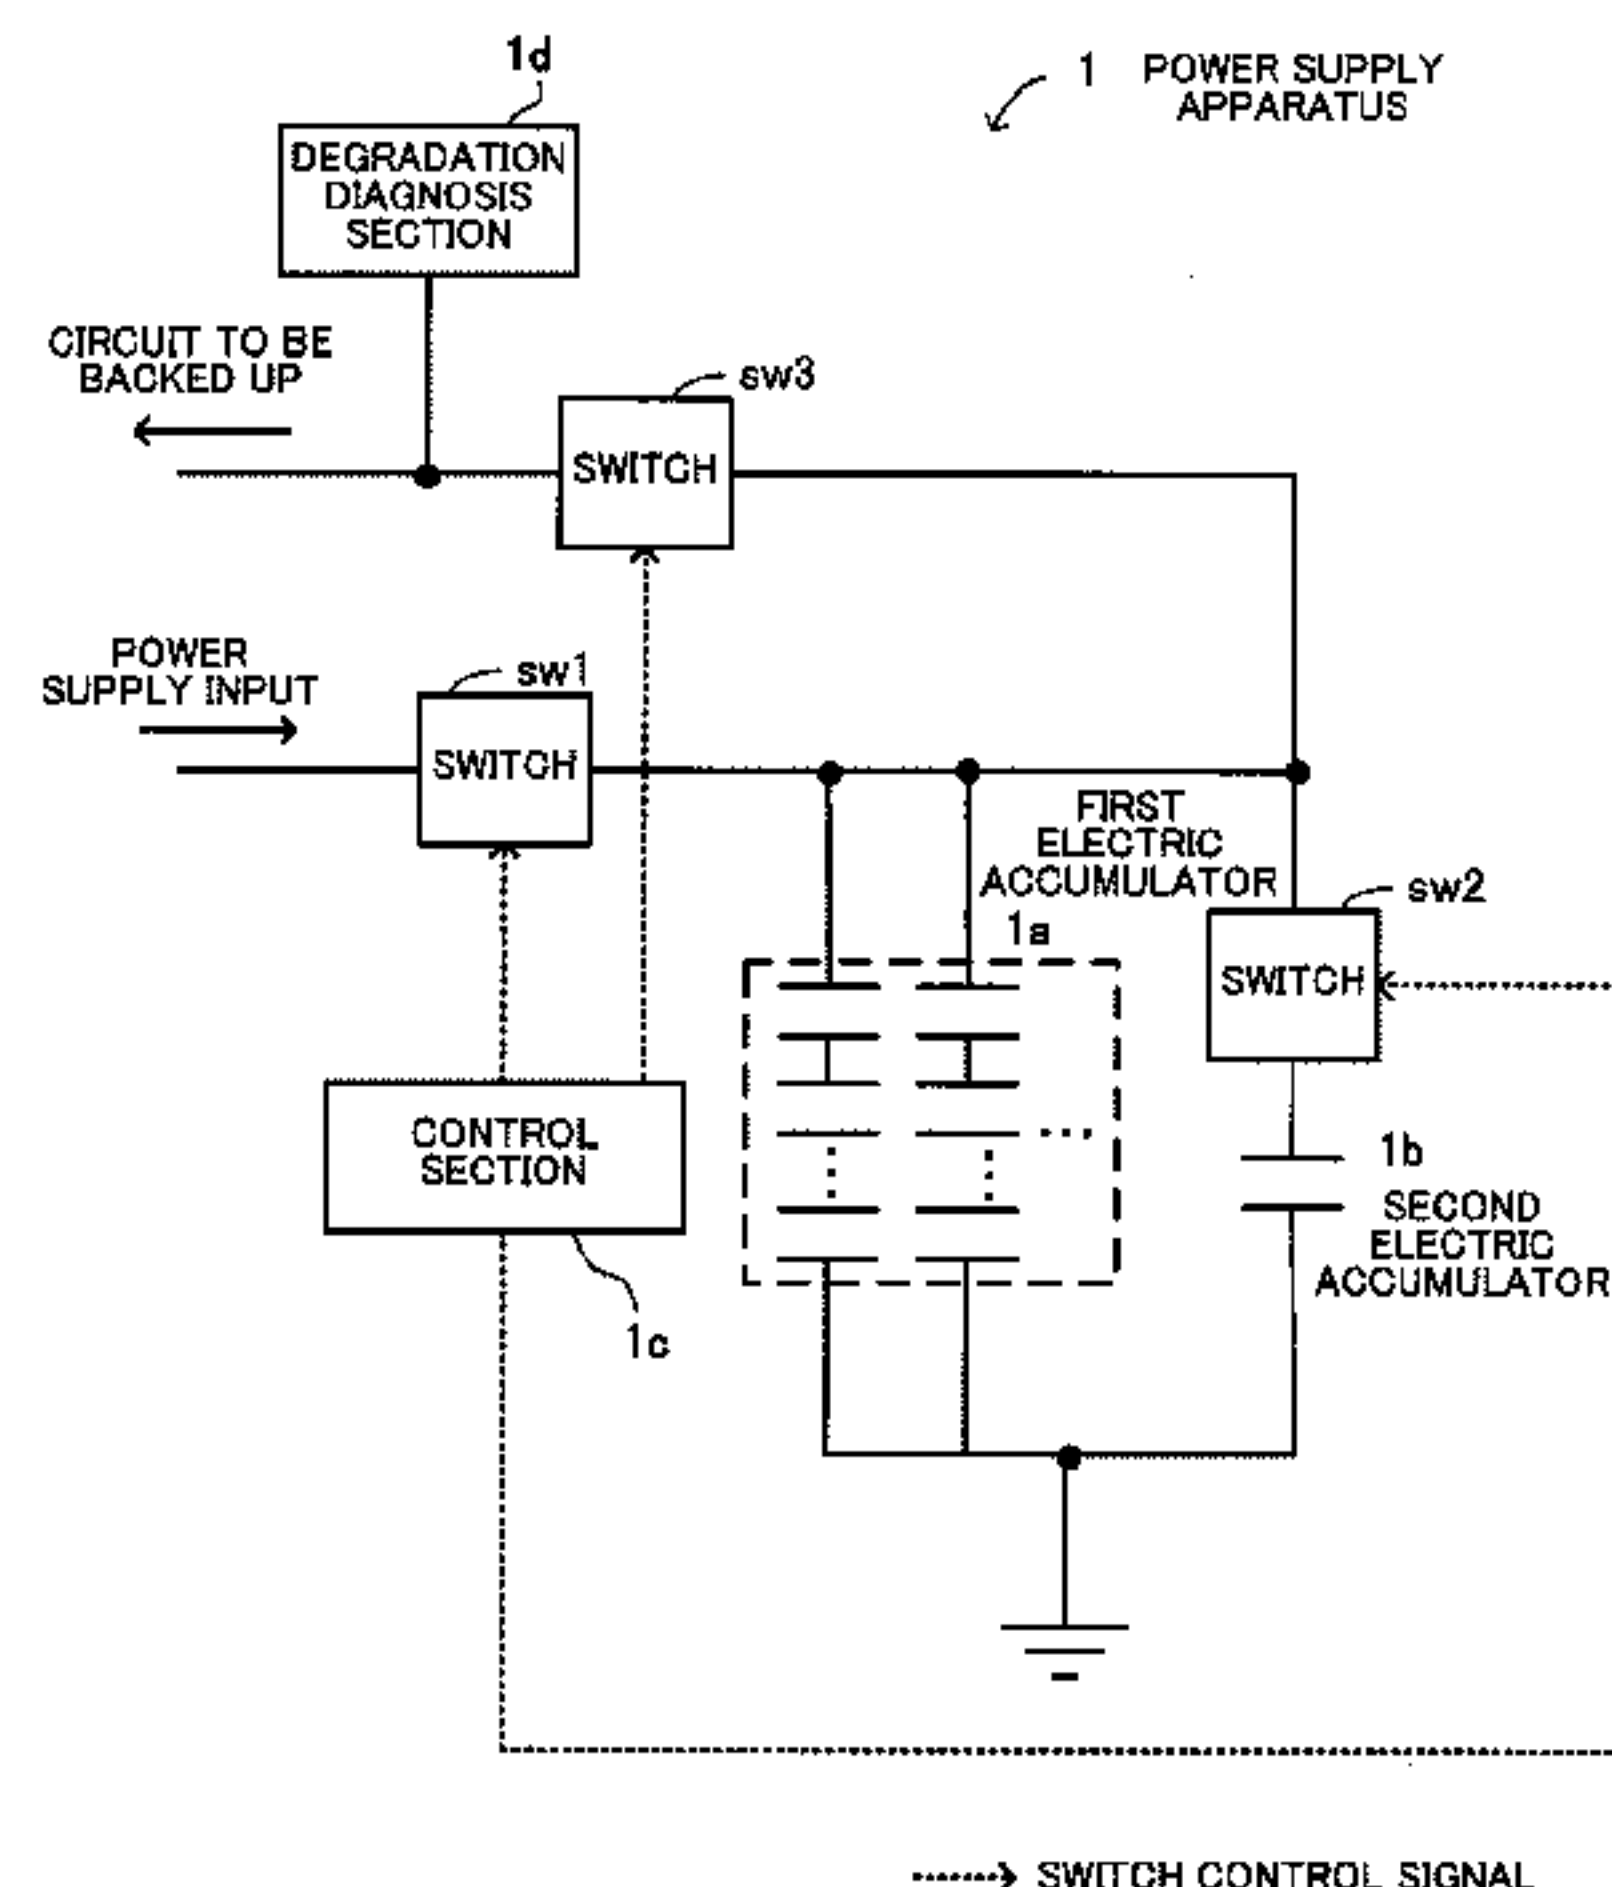 1d
1 POWER SUPPLY
APPARATUS
DEGRADATION
DIAGNOSIS
SECTION
CIRCUIT TO BE
BACKED UP
sw3
SWITCH
POWER
SUPPLY INPUT
sw1
SWITCH
FIRST
ELECTRIC
ACCUMULATOR
1a
sw2
SWITCH
CONTROL
SECTION
1c
1b
SECOND
ELECTRIC
ACCUMULATOR
SWITCH CONTROL SIGNAL